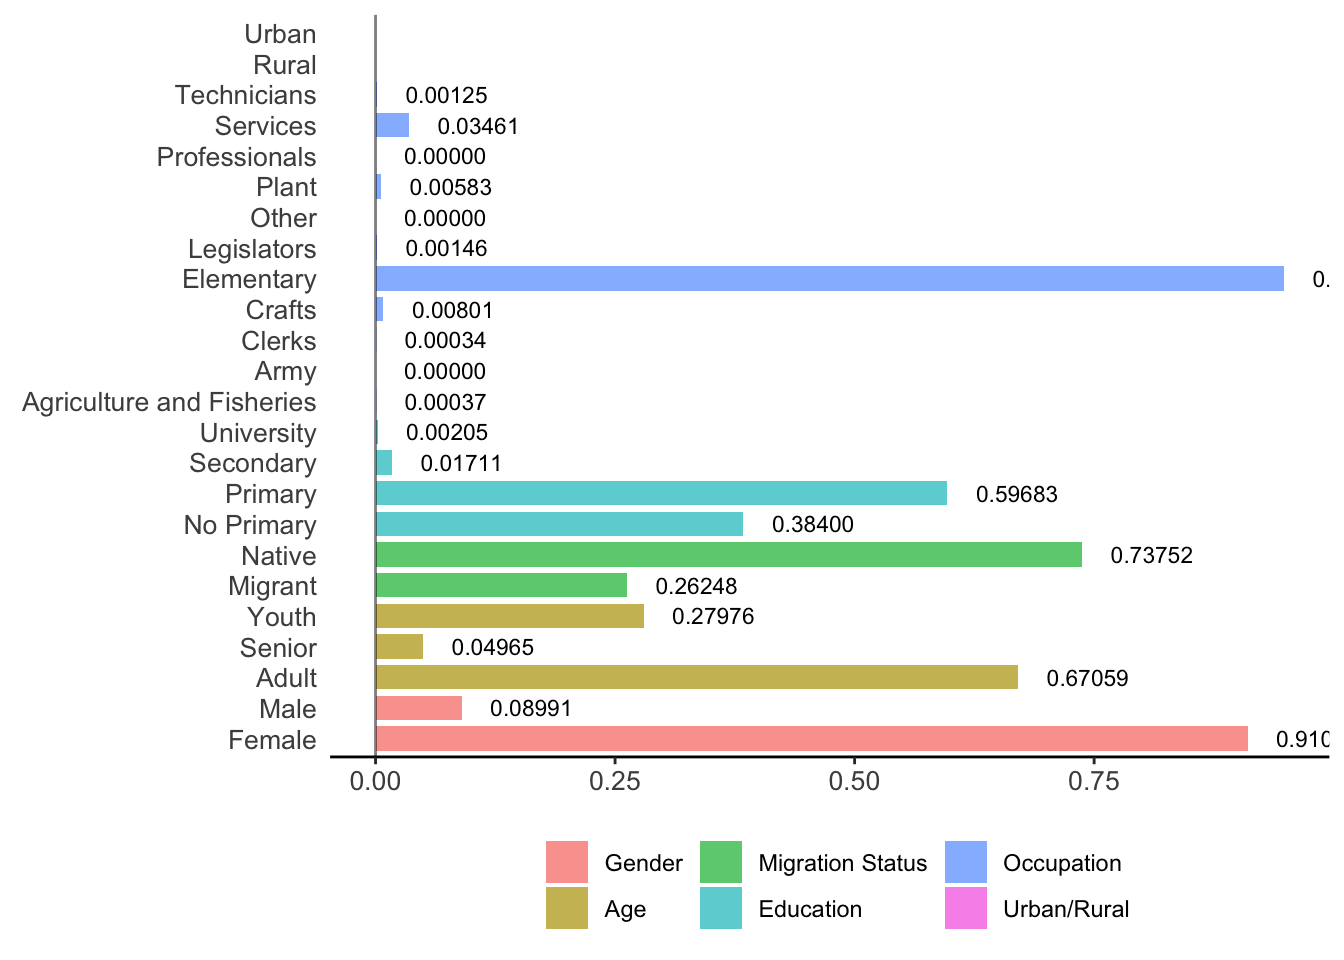 Urban
Rural
Technicians 0.00125
Services 0.03461
Professionals 0.00000
Plant 0.00583
Other 0.00000
Legislators 0.00146
Elementary 0.
Crafts 0.00801
Clerks 0.00034
Army 0.00000
Agriculture and Fisheries 0.00037
University 0.00205
Secondary 0.01711
Primary 0.59683
No Primary 0.38400
Native 0.73752
Migrant 0.26248
Youth 0.27976
Senior 0.04965
Adult 0.67059
Male 0.08991
Female 0.910
0.00 0.25 0.50 0.75
Gender Migration Status Occupation
Age Education Urban/Rural